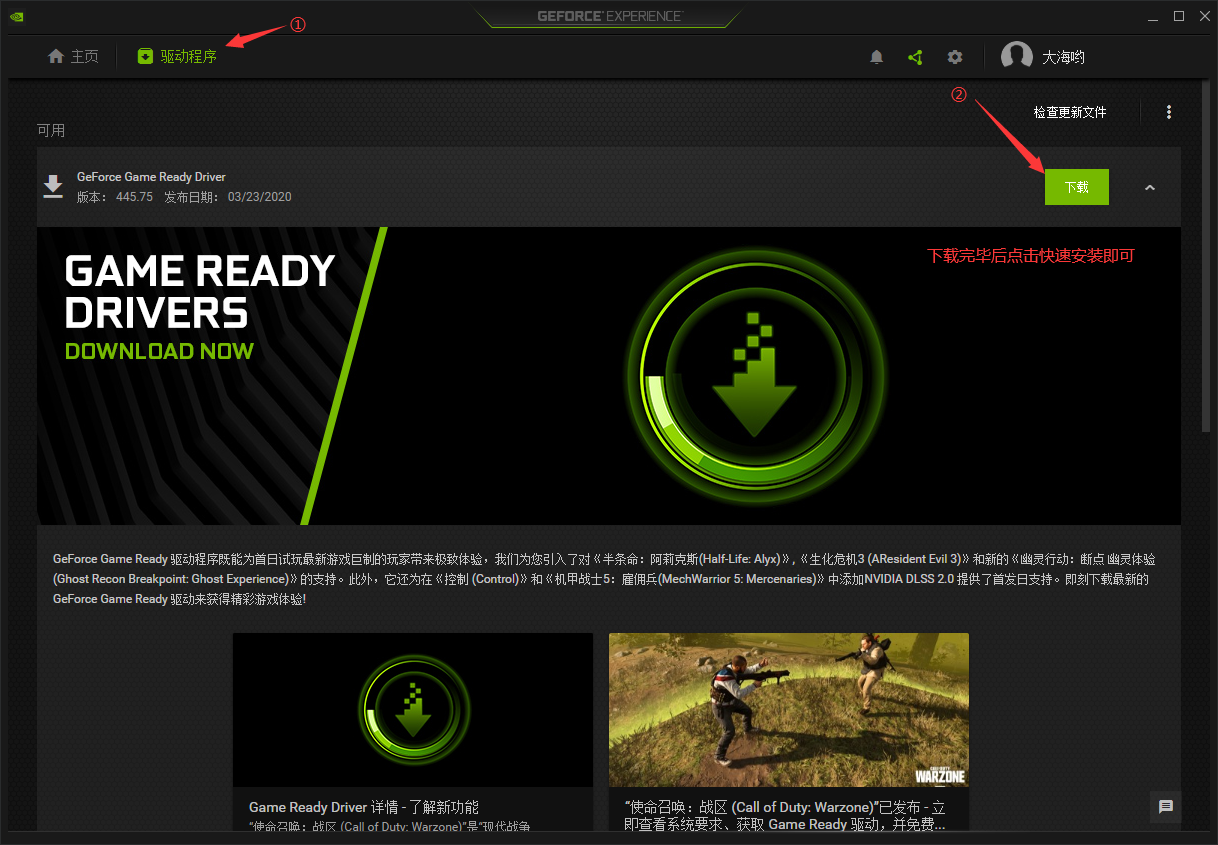 GEFORCE® EXPERIENCE™
①
主页
驱动程序
大海哟
②
检查更新文件
可用
GeForce Game Ready Driver
版本: 445.75 发布日期: 03/23/2020
下载
下载完毕后点击快速安装即可
GAME READY
DRIVERS
DOWNLOAD NOW
GeForce Game Ready 驱动程序既能为首日试玩最新游戏巨制的玩家带来极致体验，我们为您引入了对《半条命：阿莉克斯(Half-Life: Alyx)》,《生化危机3 (AResident Evil 3)》和新的《幽灵行动：断点 幽灵体验
(Ghost Recon Breakpoint: Ghost Experience)》的支持。此外，它还为在《控制 (Control)》和《机甲战士5：雇佣兵(MechWarrior 5: Mercenaries)》中添加NVIDIA DLSS 2.0 提供了首发日支持。即刻下载最新的
GeForce Game Ready 驱动来获得精彩游戏体验!
CALL OF DUTY
WARZONE
Game Ready Driver 详情 - 了解新功能
“使命召唤：战区 (Call of Duty: Warzone)”是“现代战争
“使命召唤：战区 (Call of Duty: Warzone)”已发布 - 立
即查看系统要求、获取 Game Ready 驱动，并免费...